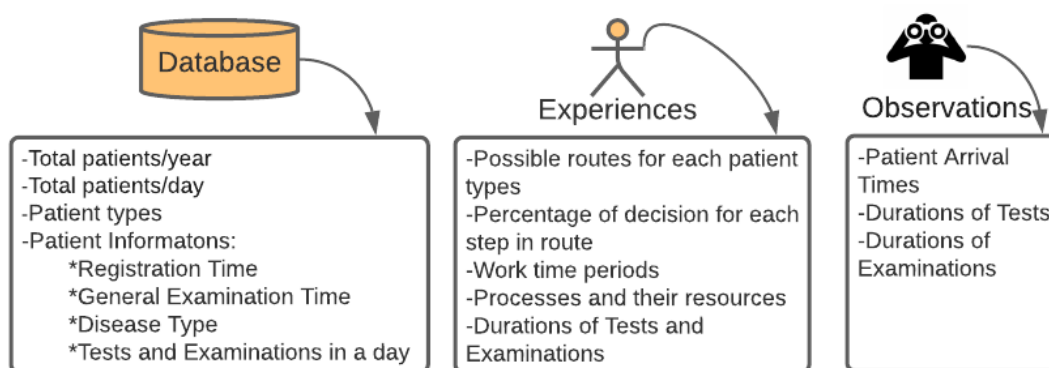 Database
-Total patients/year
-Total patients/day
-Patient types
-Patient Informatons:
*Registration Time
*General Examination Time
*Disease Type
*Tests and Examinations in a day
Experiences
-Possible routes for each patient
types
-Percentage of decision for each
step in route
-Work time periods
-Processes and their resources
-Durations of Tests and
Examinations
Observations
-Patient Arrival
Times
-Durations of Tests
-Durations of
Examinations